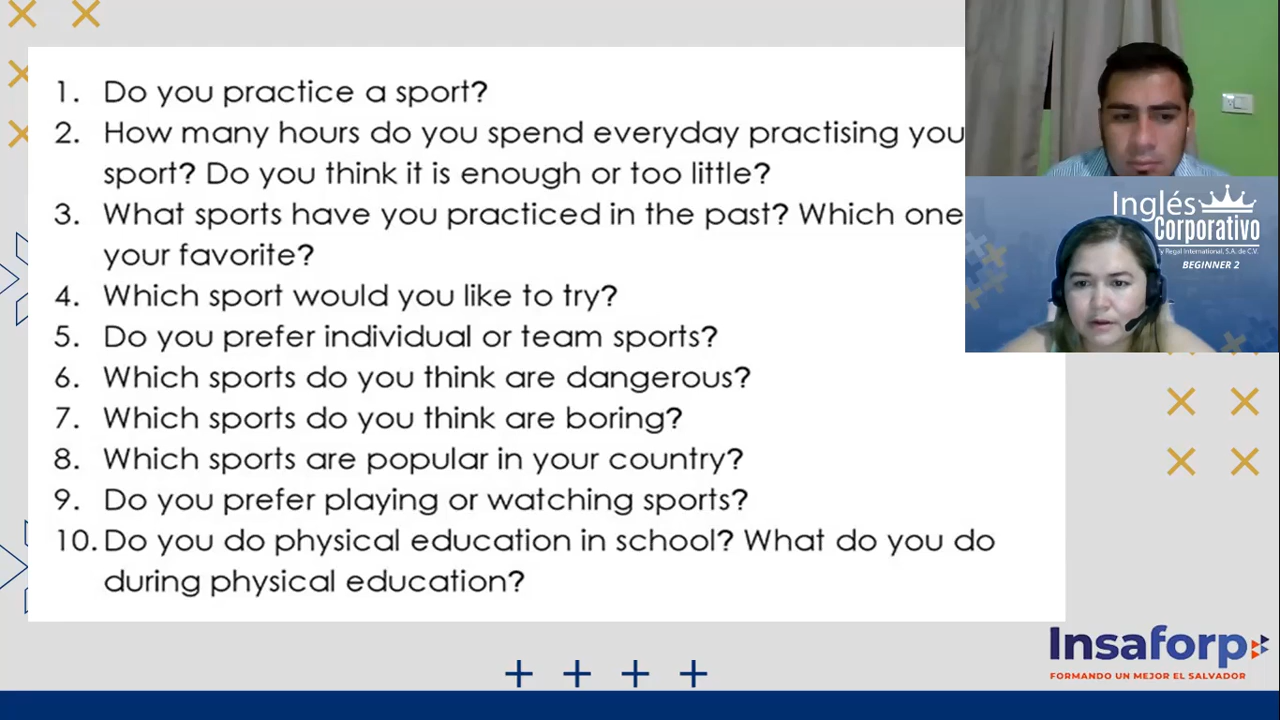 1. Do you practice a sport?
2. How many hours do you spend everyday practising you
sport? Do you think it is enough or too little?
3. What sports have you practiced in the past? Which one
your favorite?
4. Which sport would you like to try?
5. Do you prefer individual or team sports?
6. Which sports do you think are dangerous?
7. Which sports do you think are boring?
8. Which sports are popular in your country?
9. Do you prefer playing or watching sports?
10. Do you do physical education in school? What do you do
during physical education?
Inglés
Corporativo
y Regal International, S.A. de C.V.
BEGINNER 2
Insaforp
FORMANDO UN MEJOR EL SALVADOR